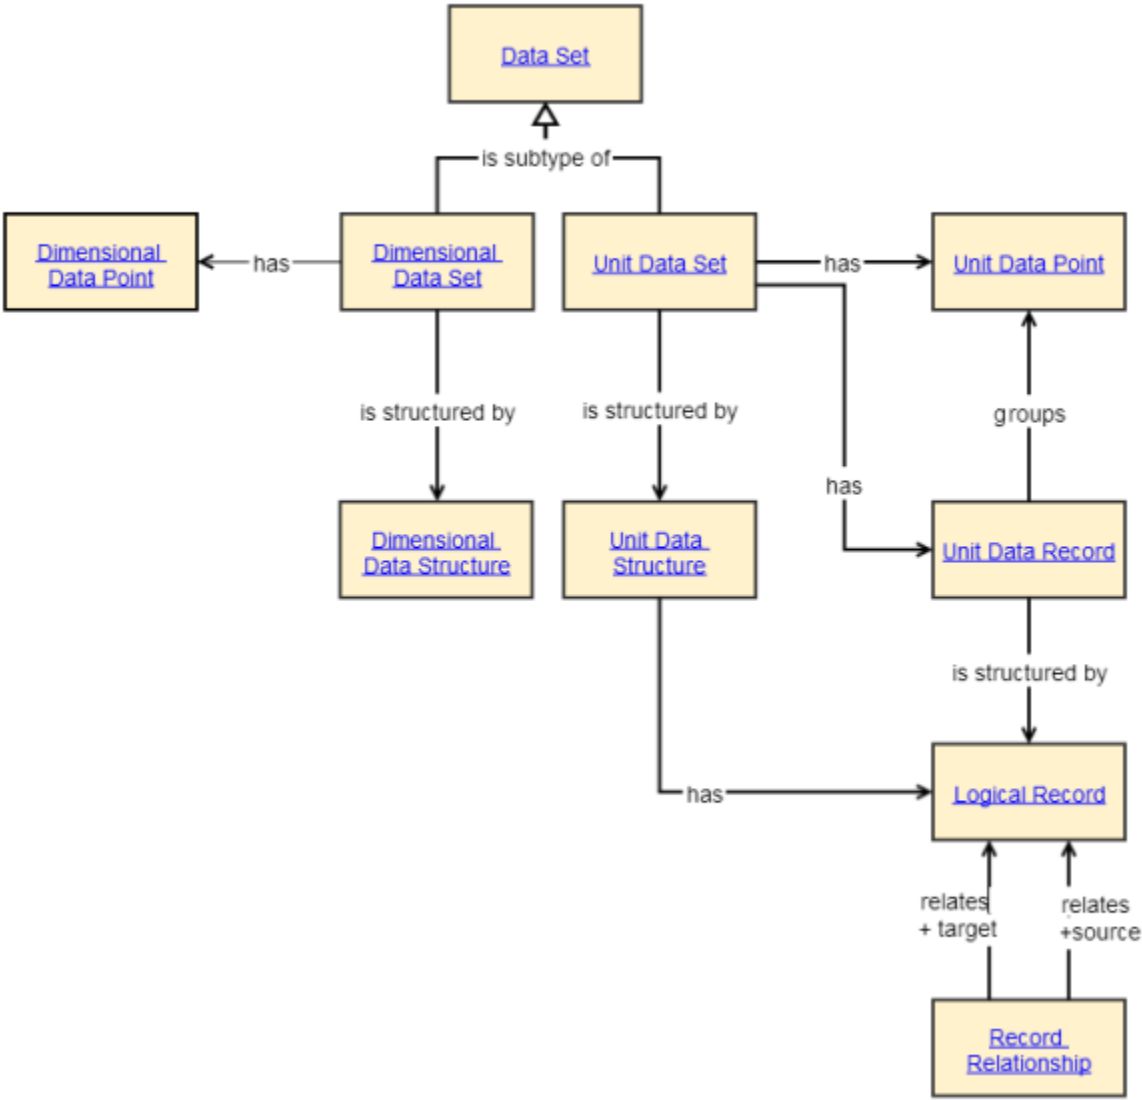 Data Set
is subtype of
Dimensional
Data Point
has
Dimensional
Data Set
Unit Data Set
has
Unit Data Point
is structured by
is structured by
groups
has
Dimensional
Data Structure
Unit Data
Structure
Unit Data Record
is structured by
has
Logical Record
relates
+ target
relates
+source
Record
Relationship